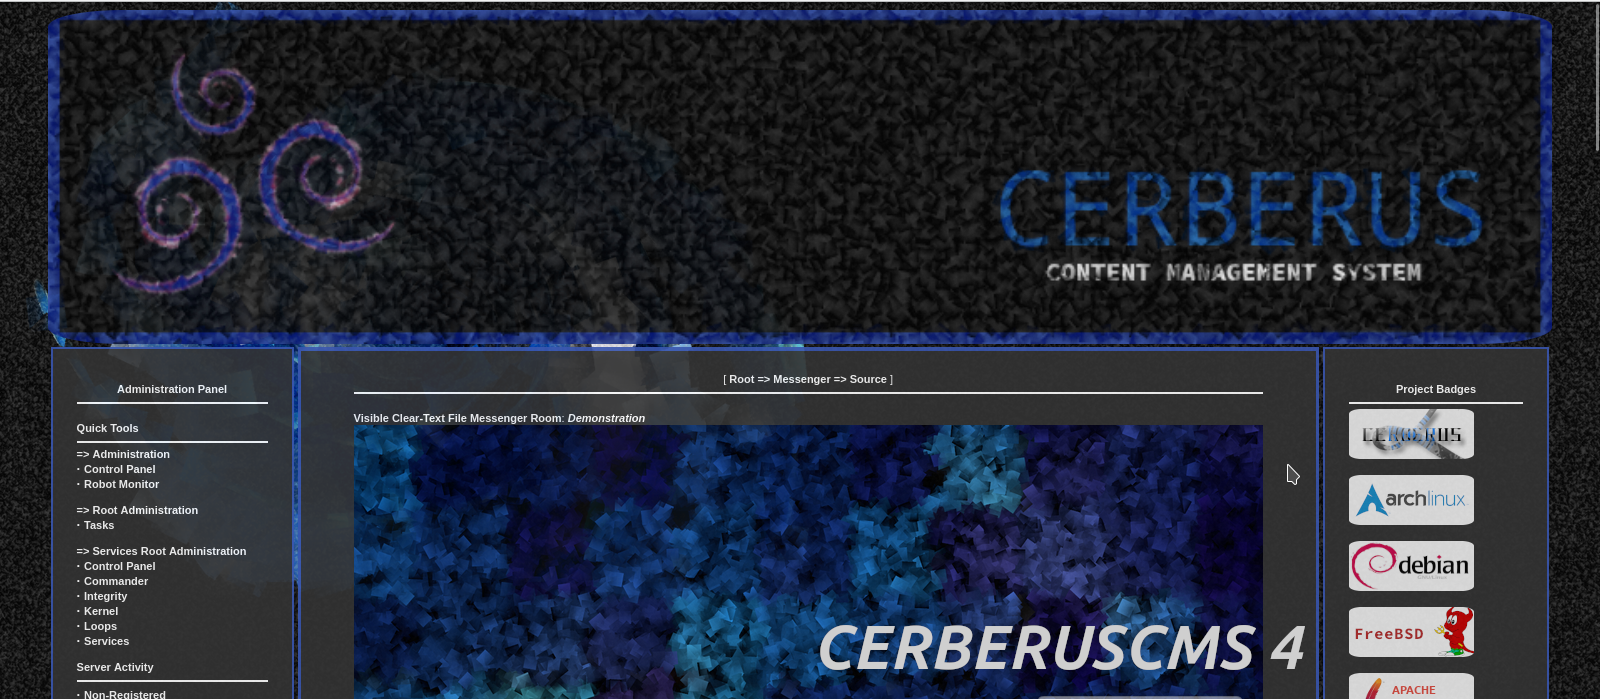 CERBERUS
CONTENT MANAGEMENT SYSTEM
Administration Panel
Quick Tools
=> Administration
· Control Panel
· Robot Monitor
=> Root Administration
· Tasks
=> Services Root Administration
· Control Panel
· Commander
· Integrity
· Kernel
· Loops
· Services
Server Activity
· Non-Registered
[ Root => Messenger => Source ]
Visible Clear-Text File Messenger Room: Demonstration
CERBERUSCMS 4
Project Badges
CERBERUS
archlinux
debian
FreeBSD
APACHE